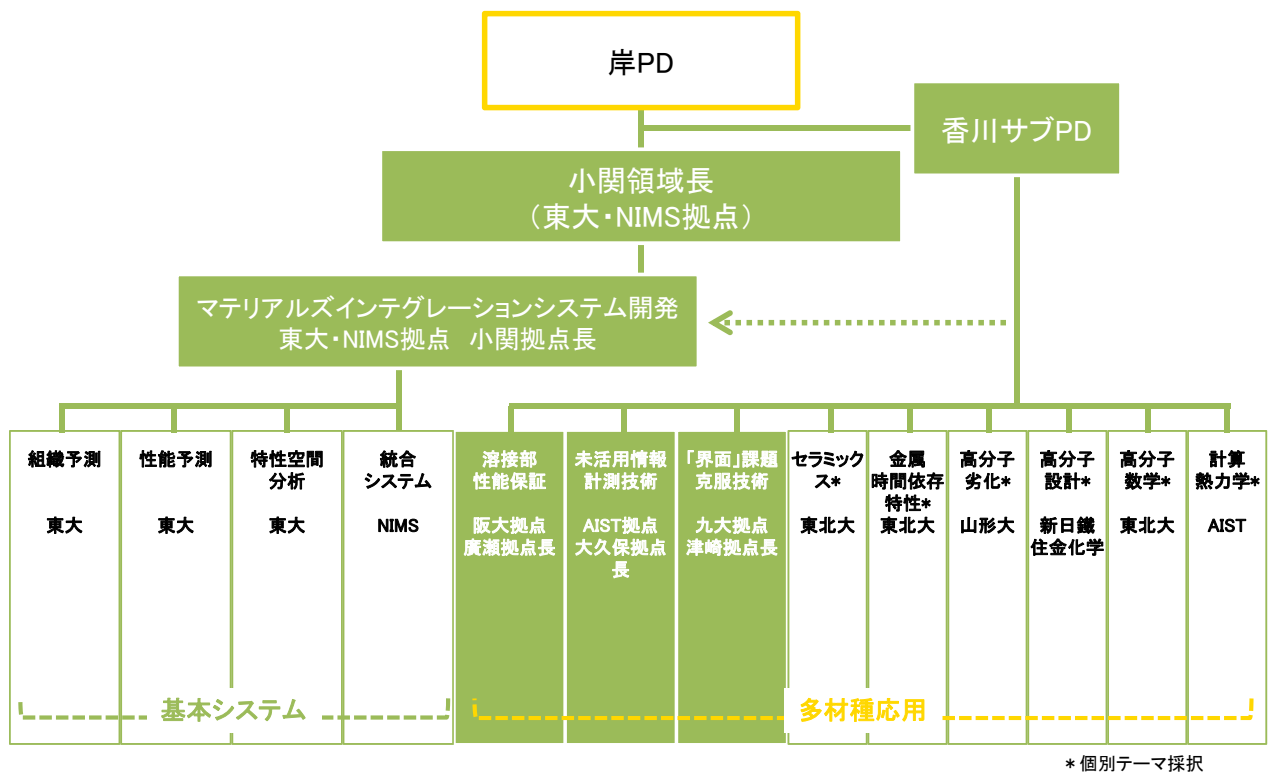 岸PD
香川サブPD
小関領域長
（東大・NIMS拠点）
マテリアルズインテグレーションシステム開発
東大・NIMS拠点　小関拠点長
組織予測
東大
性能予測
東大
特性空間
分析
東大
統合
システム
NIMS
溶接部
性能保証
阪大拠点
廣瀬拠点長
未活用情報
計測技術
AIST拠点
大久保拠点
長
「界面」課題
克服技術
九大拠点
津崎拠点長
セラミック
ス*
東北大
金属
時間依存
特性*
東北大
高分子
劣化*
山形大
高分子
設計*
新日鐵
住金化学
高分子
数学*
東北大
計算
熱力学*
AIST
基本システム
多材種応用
* 個別テーマ採択